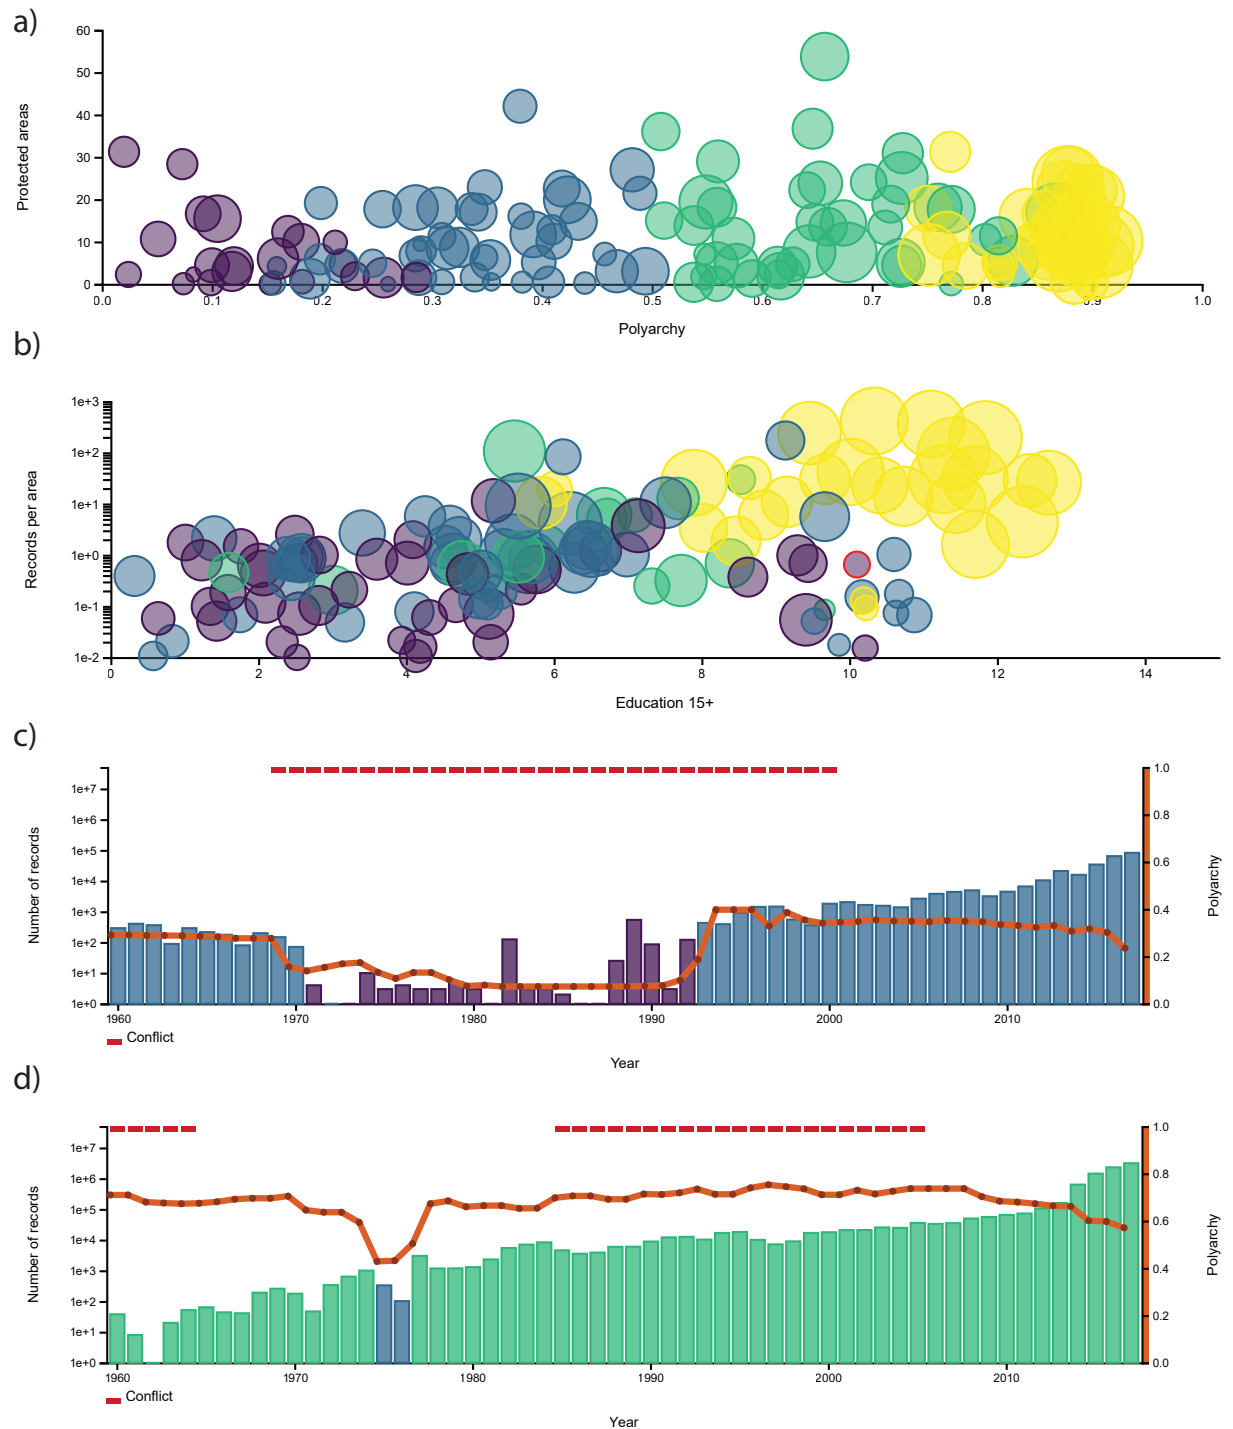 a)
60
50
40
30
20
10
0
Protected areas
0.0 0.1 0.2 0.3 0.4 0.5 0.6 0.7 0.8 0.9 1.0
Polyarchy
b)
1e+3
1e+2
1e+1
1e+0
1e-1
1e-2
Records per area
0 2 4 6 8 10 12 14
Education 15+
c)
1e+7
1e+6
1e+5
1e+4
1e+3
1e+2
1e+1
1e+0
Number of records
1.0
0.8
0.6
0.4
0.2
0.0
Polyarchy
1960 1970 1980 1990 2000 2010
Conflict
Year
d)
1e+7
1e+6
1e+5
1e+4
1e+3
1e+2
1e+1
1e+0
Number of records
1.0
0.8
0.6
0.4
0.2
0.0
Polyarchy
1960 1970 1980 1990 2000 2010
Conflict
Year